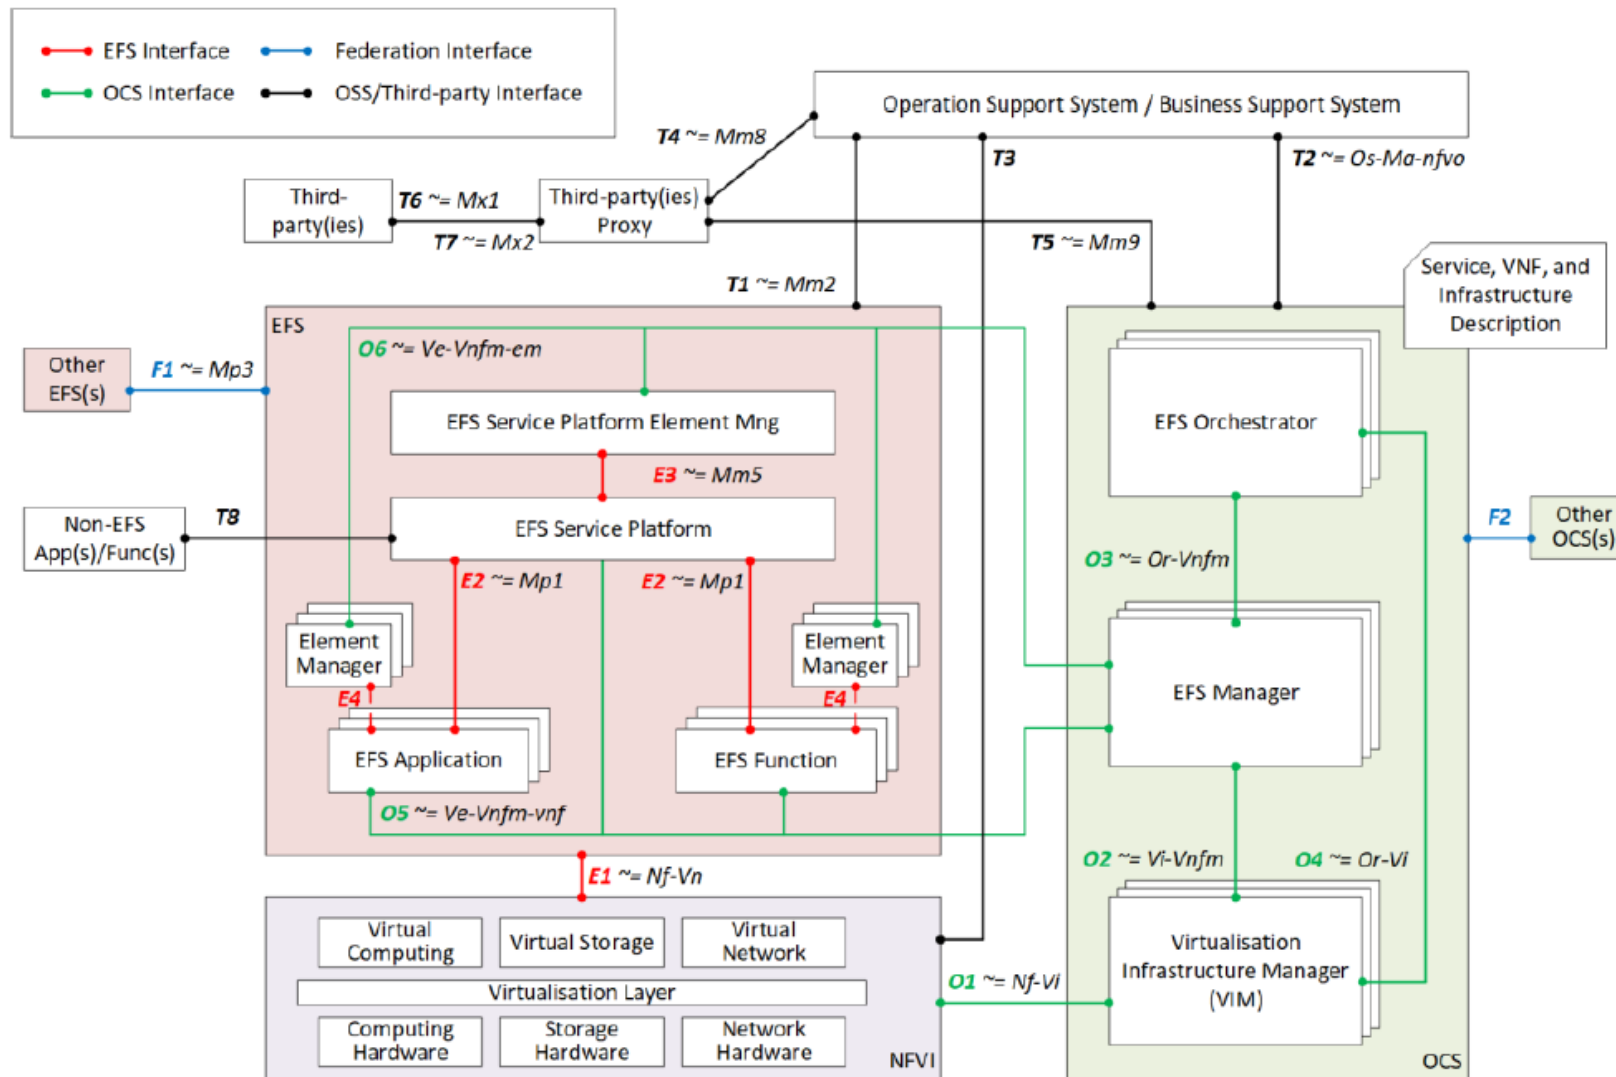 EFS Interface
Federation Interface
OCS Interface
OSS/Third-party Interface
Operation Support System / Business Support System
T4 ~= Mm8
T3
T2 ~= Os-Ma-nfvo
Third-
party(ies)
T6 ~= Mx1
T7 ~= Mx2
Third-party(ies)
Proxy
T5 ~= Mm9
T1 ~= Mm2
Service, VNF, and
Infrastructure
Description
EFS
O6 ~= Ve-Vnfm-em
Other
EFS(s)
F1 ~= Mp3
EFS Service Platform Element Mng
EFS Orchestrator
E3 ~= Mm5
Non-EFS
App(s)/Func(s)
T8
EFS Service Platform
F2
Other
OCS(s)
E2 ~= Mp1
E2 ~= Mp1
O3 ~= Or-Vnfm
Element
Manager
Element
Manager
E4
E4
EFS Manager
EFS Application
EFS Function
O5 ~= Ve-Vnfm-vnf
O2 ~= Vi-Vnfm
O4 ~= Or-Vi
E1 ~= Nf-Vn
Virtual
Computing
Virtual Storage
Virtual
Network
Virtualisation
Infrastructure Manager
(VIM)
O1 ~= Nf-Vi
Virtualisation Layer
Computing
Hardware
Storage
Hardware
Network
Hardware
NFVI
OCS